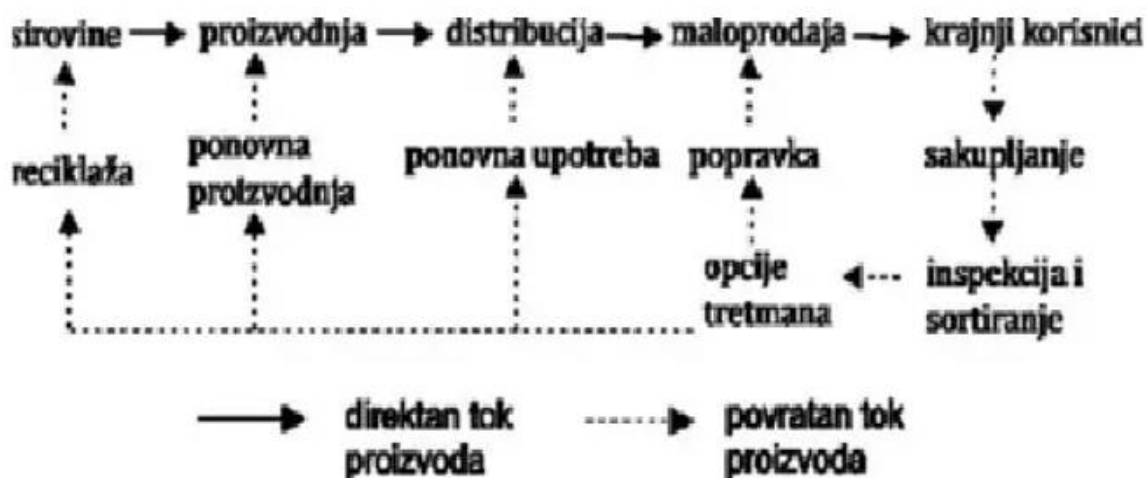 sirovine proizvodnja distribucija maloprodaja krajnji korisnici
reciklaža
ponovna
proizvodnja
ponovna upotreba
popravka
sakupljanje
opcije
tretmana
inspekcija i
sortiranje
direktan tok
proizvoda
povratan tok
proizvoda